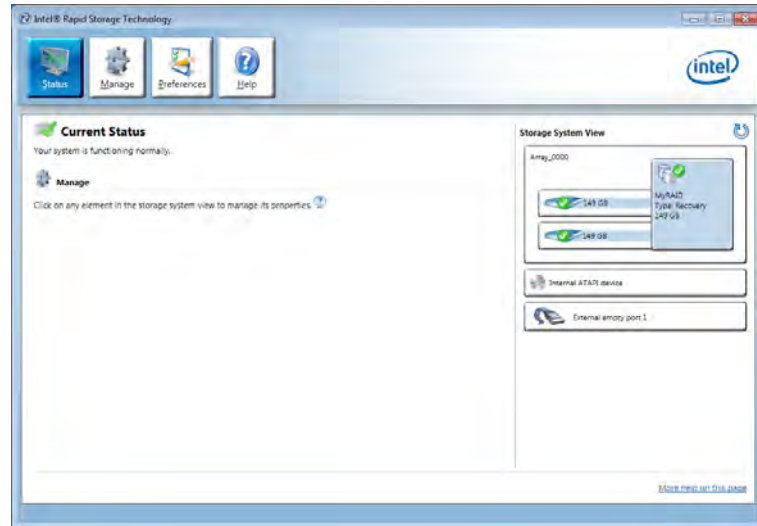 Intel® Rapid Storage Technology
Status
Manage
Preferences
Help
intel
Current Status
Your system is functioning normally.
Manage
Click on any element in the storage system view to manage its properties.
Storage System View
Array_0000
149 GB
149 GB
MyRAID
Type: Recovery
149 GB
Internal ATAPI device
External empty port 1
More help on this page